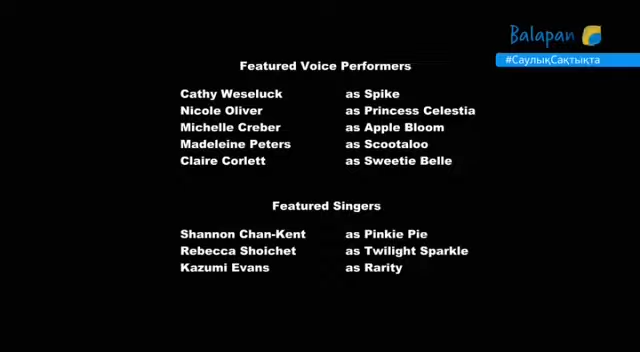 Balapan
#СаулықСақтықта
Featured Voice Performers
Cathy Weseluck as Spike
Nicole Oliver as Princess Celestia
Michelle Creber as Apple Bloom
Madeleine Peters as Scootaloo
Claire Corlett as Sweetie Belle
Featured Singers
Shannon Chan-Kent as Pinkie Pie
Rebecca Shoichet as Twilight Sparkle
Kazumi Evans as Rarity